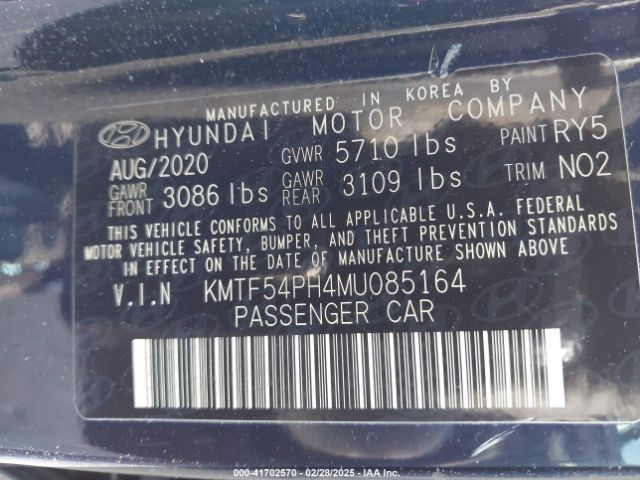 MANUFACTURED IN KOREA BY
HYUNDAI MOTOR COMPANY
AUG/2020 GVWR 5710 lbs PAINT RY5
GAWR FRONT 3086 lbs GAWR REAR 3109 lbs TRIM NO2
THIS VEHICLE CONFORMS TO ALL APPLICABLE U.S.A. FEDERAL
MOTOR VEHICLE SAFETY, BUMPER, AND THEFT PREVENTION STANDARDS
IN EFFECT ON THE DATE OF MANUFACTURE SHOWN ABOVE
V.I.N KMTF54PH4MU085164
PASSENGER CAR
000-41702570 - 02/28/2025 - IAA Inc.